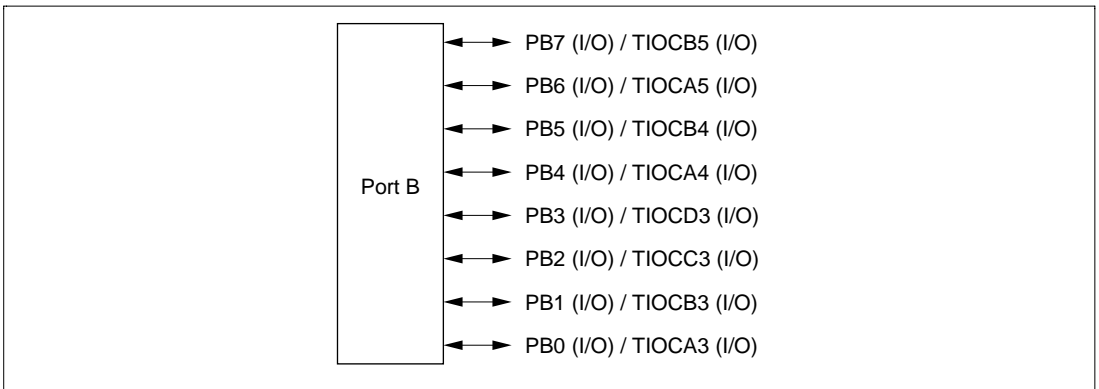 PB7 (I/O) / TIOCB5 (I/O)
PB6 (I/O) / TIOCA5 (I/O)
PB5 (I/O) / TIOCB4 (I/O)
PB4 (I/O) / TIOCA4 (I/O)
Port B
PB3 (I/O) / TIOCD3 (I/O)
PB2 (I/O) / TIOCC3 (I/O)
PB1 (I/O) / TIOCB3 (I/O)
PB0 (I/O) / TIOCA3 (I/O)